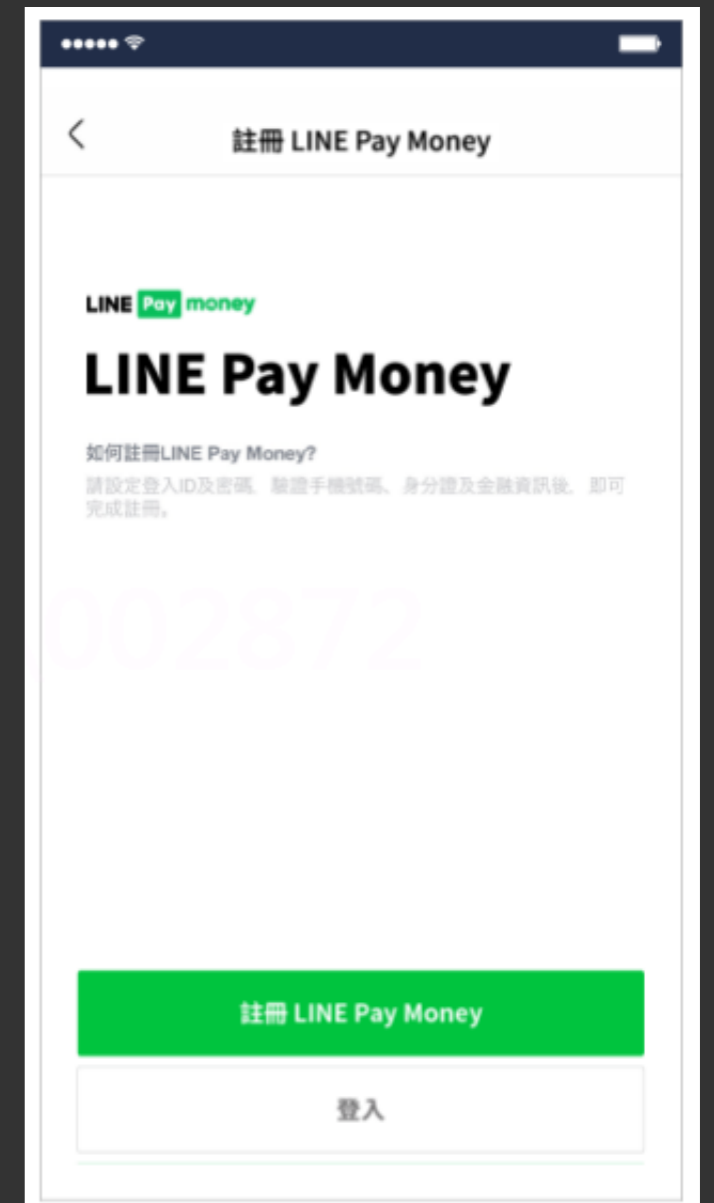 註冊 LINE Pay Money
LINE Pay money
LINE Pay Money
如何註冊LINE Pay Money?
請設定登入ID及密碼、驗證手機號碼、身分證及金融資訊後，即可
完成註冊。
002872
註冊 LINE Pay Money
登入